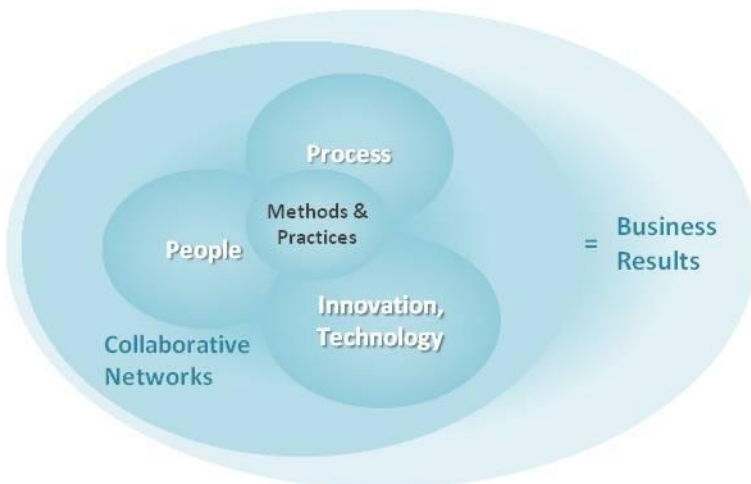 Process
Methods &
Practices
People
= Business
Results
Innovation,
Technology
Collaborative
Networks